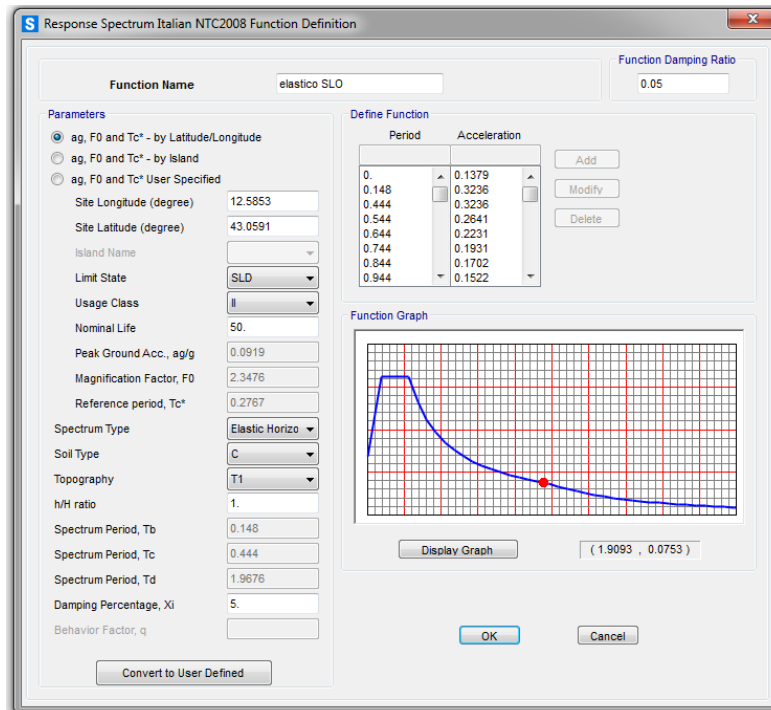 S Response Spectrum Italian NTC2008 Function Definition
Function Damping Ratio
Function Name elastico SLO 0.05
Parameters
ag, F0 and Tc* - by Latitude/Longitude
ag, F0 and Tc* - by Island
ag, F0 and Tc* User Specified
Site Longitude (degree) 12.5853
Site Latitude (degree) 43.0591
Island Name
Limit State SLD
Usage Class II
Nominal Life 50.
Peak Ground Acc., ag/g 0.0919
Magnification Factor, F0 2.3476
Reference period, Tc* 0.2767
Spectrum Type Elastic Horizo
Soil Type C
Topography T1
h/H ratio 1.
Spectrum Period, Tb 0.148
Spectrum Period, Tc 0.444
Spectrum Period, Td 1.9676
Damping Percentage, Xi 5.
Behavior Factor, q
Convert to User Defined
Define Function
Period Acceleration
0. 0.1379
0.148 0.3236
0.444 0.3236
0.544 0.2641
0.644 0.2231
0.744 0.1931
0.844 0.1702
0.944 0.1522
Add
Modify
Delete
Function Graph
Display Graph (1.9093 , 0.0753)
OK Cancel